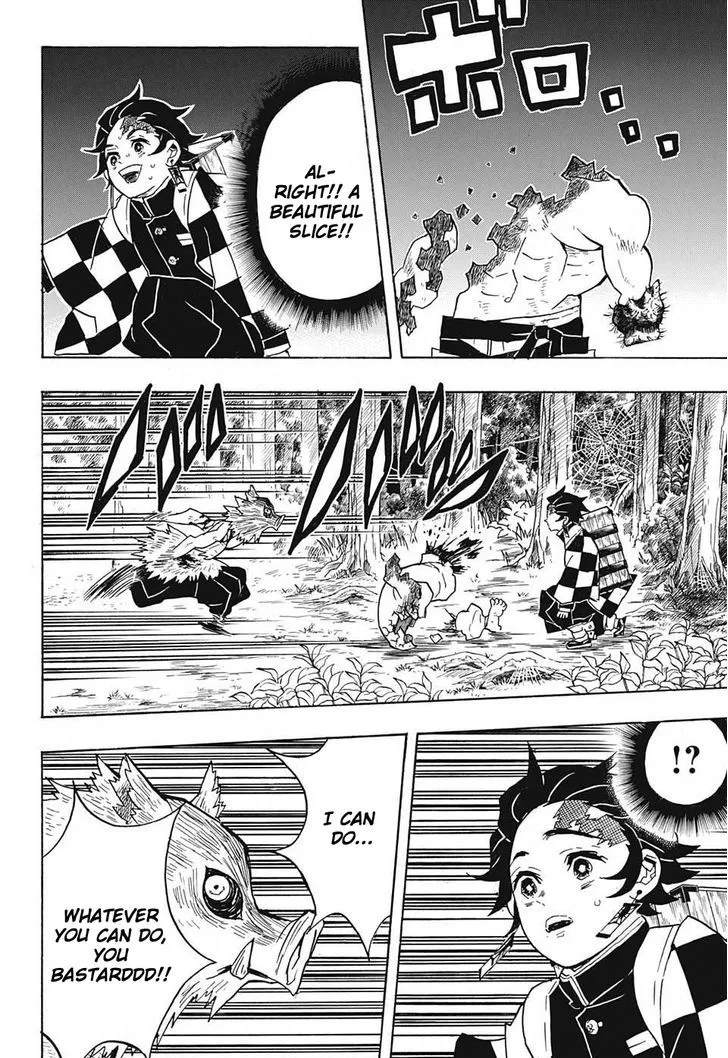 ボロ
AL-
RIGHT!! A
BEAUTIFUL
SLICE!!
!?
I CAN
DO...
WHATEVER
YOU CAN DO,
YOU
BASTARDDD!!